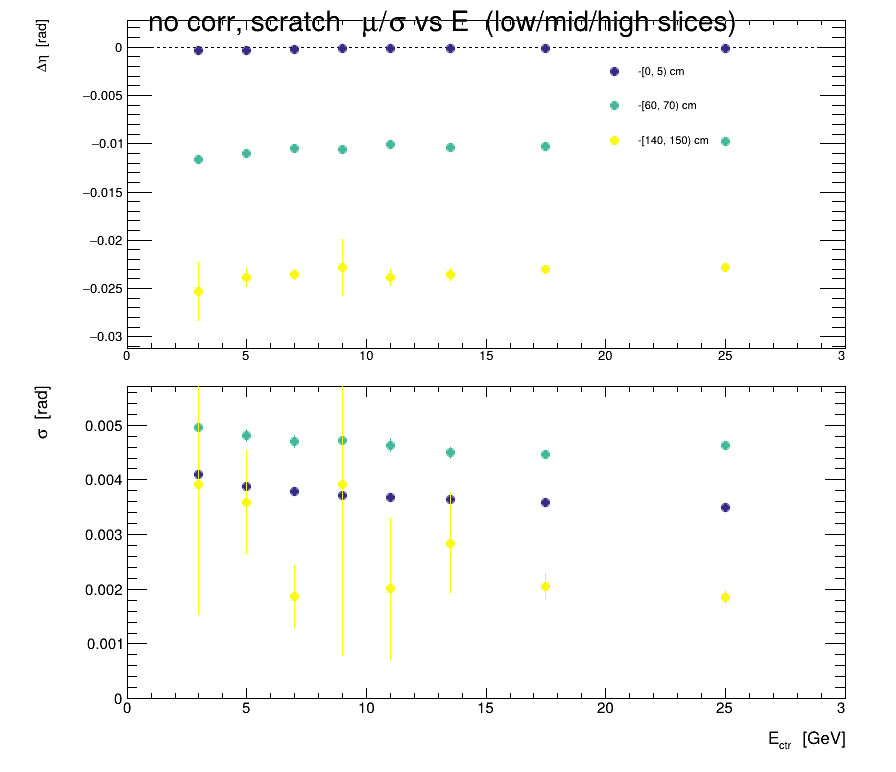 no corr, scratch μ/σ vs E (low/mid/high slices)
Δη [rad]
0
−0.005
−0.01
−0.015
−0.02
−0.025
−0.03
-[0, 5) cm
-[60, 70) cm
-[140, 150) cm
0 5 10 15 20 25 3
σ [rad]
0.005
0.004
0.003
0.002
0.001
0
0 5 10 15 20 25 3
E_ctr [GeV]